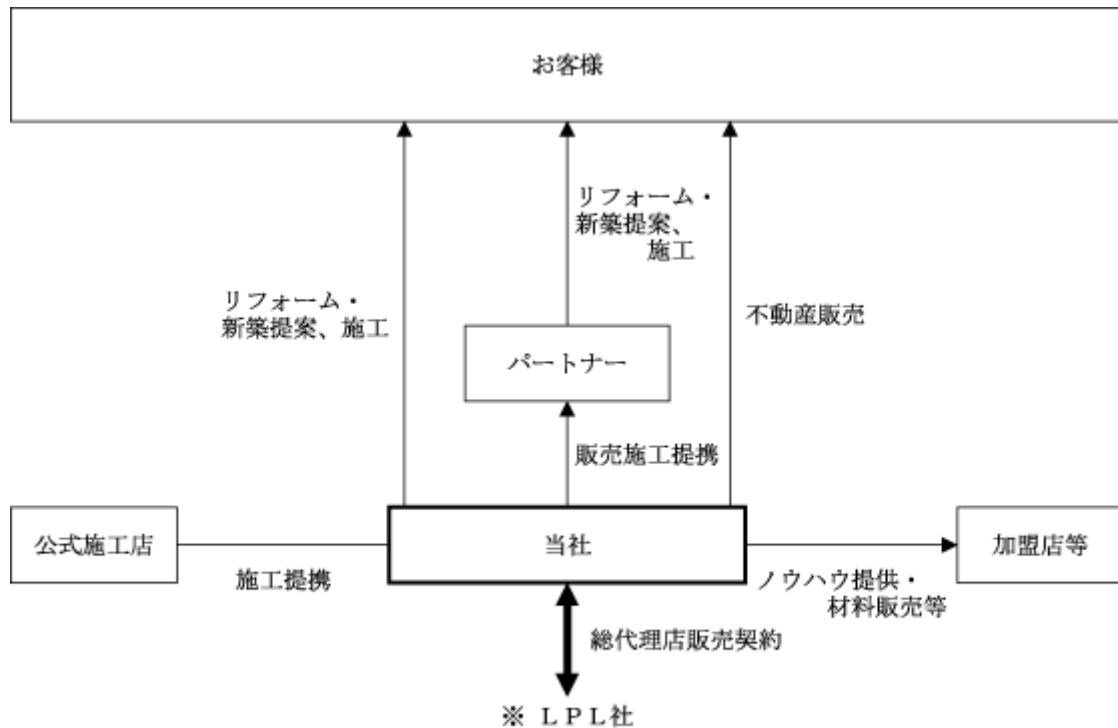 お客様
リフォーム・
新築提案、
施工
リフォーム・
新築提案、施工
不動産販売
パートナー
販売施工提携
公式施工店
当社
加盟店等
施工提携
ノウハウ提供・
材料販売等
総代理店販売契約
※ LPL社